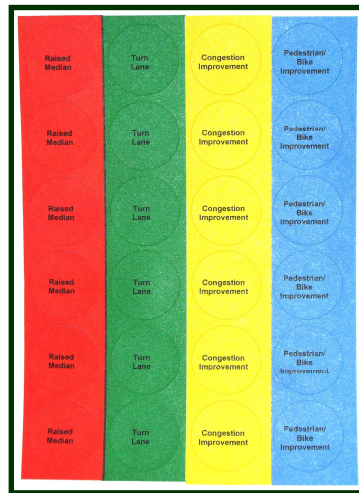 Raised
Median
Turn
Lane
Congestion
Improvement
Pedestrian/
Bike
Improvement
Raised
Median
Turn
Lane
Congestion
Improvement
Pedestrian/
Bike
Improvement
Raised
Median
Turn
Lane
Congestion
Improvement
Pedestrian/
Bike
Improvement
Raised
Median
Turn
Lane
Congestion
Improvement
Pedestrian/
Bike
Improvement
Raised
Median
Turn
Lane
Congestion
Improvement
Pedestrian/
Bike
Improvement
Raised
Median
Turn
Lane
Congestion
Improvement
Pedestrian/
Bike
Improvement